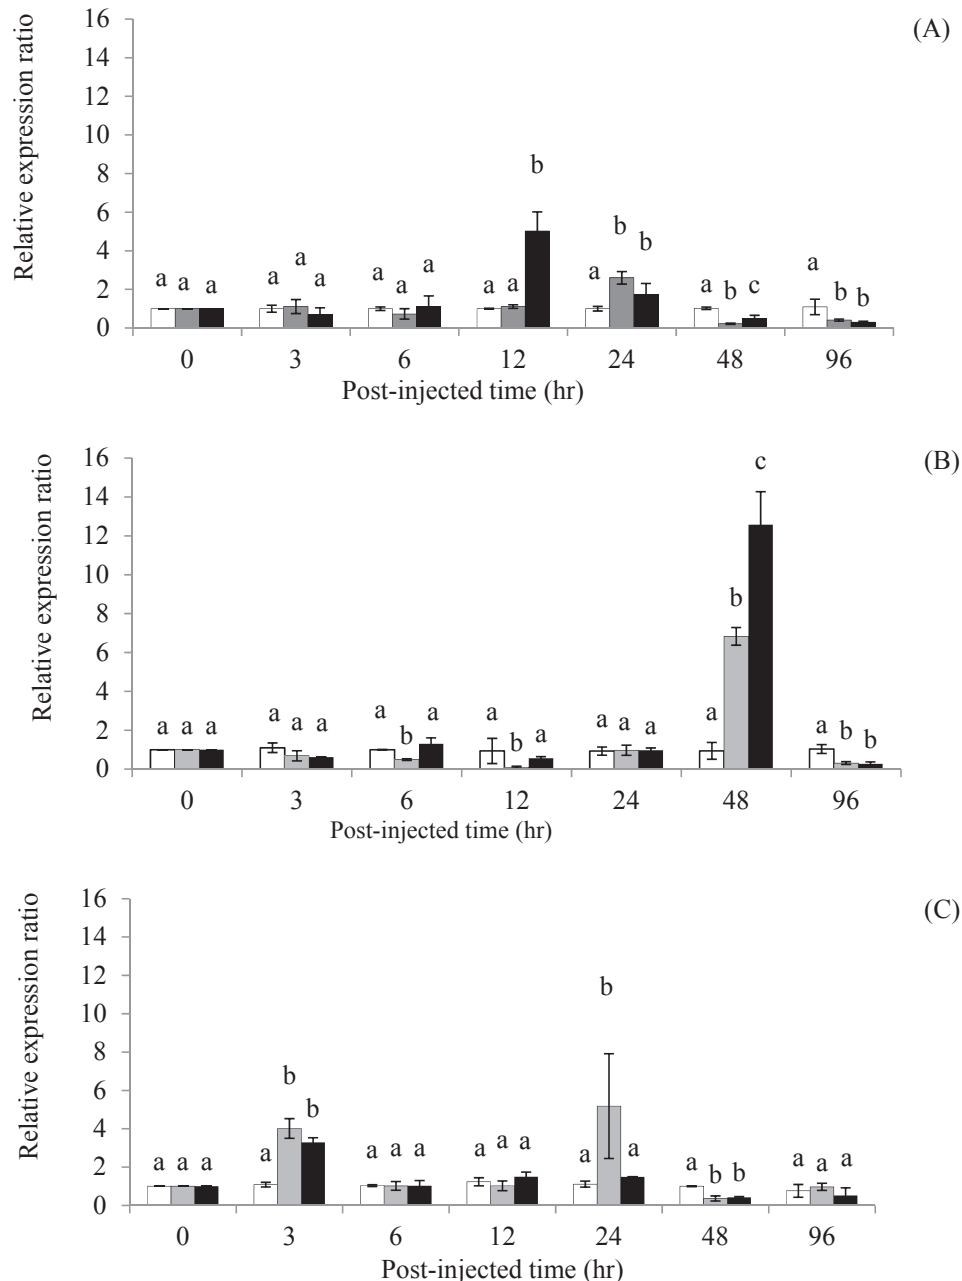 (A)
Relative expression ratio
16
14
12
10
8
6
4
2
0
a a a
a a a
a a a
a a b
a b b
a b c
a b b
0 3 6 12 24 48 96
Post-injected time (hr)
(B)
Relative expression ratio
16
14
12
10
8
6
4
2
0
a a a
a a a
a b a
a b a
a a a
a b c
a b b
0 3 6 12 24 48 96
Post-injected time (hr)
(C)
Relative expression ratio
16
14
12
10
8
6
4
2
0
a a a
a b b
a a a
a a a
a b a
a b b
a a a
0 3 6 12 24 48 96
Post-injected time (hr)